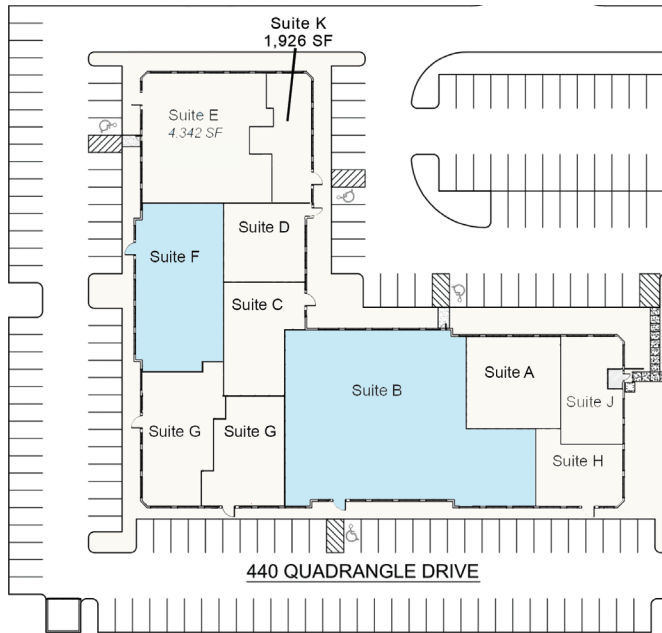 Suite K
1,926 SF
Suite E
4.342 SF
Suite D
Suite F
Suite C
Suite A
Suite B
Suite J
Suite G
Suite G
Suite H
440 QUADRANGLE DRIVE